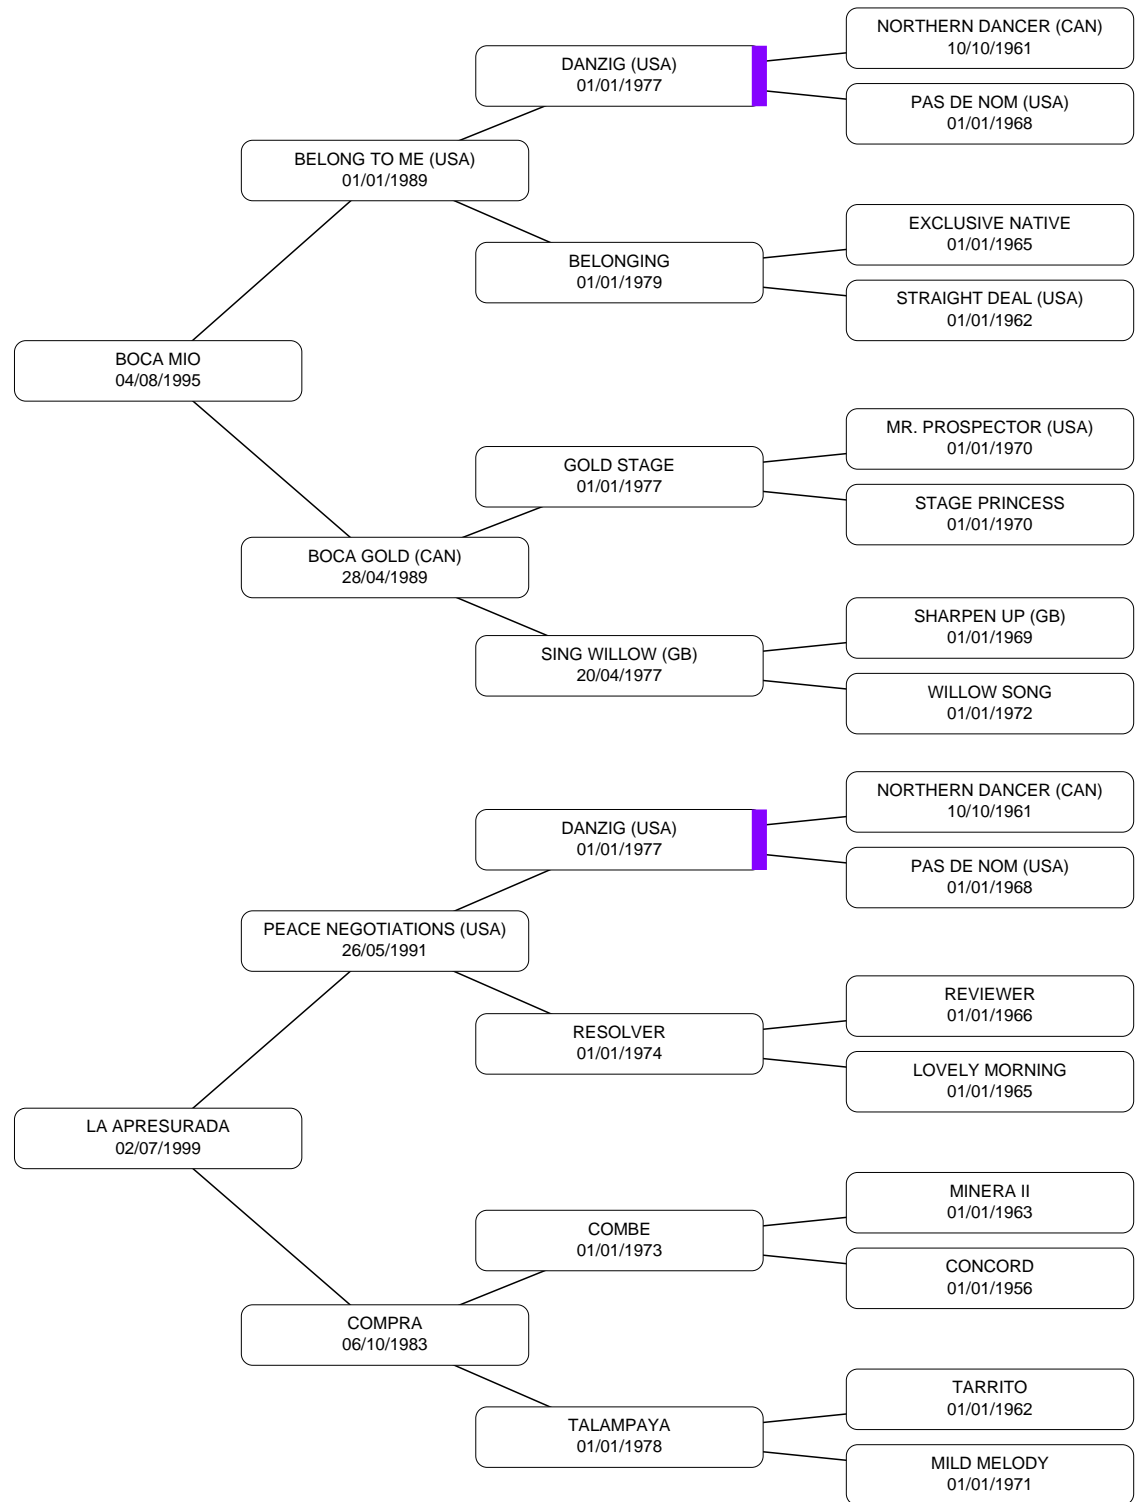 NORTHERN DANCER (CAN)
10/10/1961
DANZIG (USA)
01/01/1977
PAS DE NOM (USA)
01/01/1968
BELONG TO ME (USA)
01/01/1989
EXCLUSIVE NATIVE
01/01/1965
BELONGING
01/01/1979
STRAIGHT DEAL (USA)
01/01/1962
BOCA MIO
04/08/1995
MR. PROSPECTOR (USA)
01/01/1970
GOLD STAGE
01/01/1977
STAGE PRINCESS
01/01/1970
BOCA GOLD (CAN)
28/04/1989
SHARPEN UP (GB)
01/01/1969
SING WILLOW (GB)
20/04/1977
WILLOW SONG
01/01/1972
NORTHERN DANCER (CAN)
10/10/1961
DANZIG (USA)
01/01/1977
PAS DE NOM (USA)
01/01/1968
PEACE NEGOTIATIONS (USA)
26/05/1991
REVIEWER
01/01/1966
RESOLVER
01/01/1974
LOVELY MORNING
01/01/1965
LA APRESURADA
02/07/1999
MINERA II
01/01/1963
COMBE
01/01/1973
CONCORD
01/01/1956
COMPRA
06/10/1983
TARRITO
01/01/1962
TALAMPAYA
01/01/1978
MILD MELODY
01/01/1971